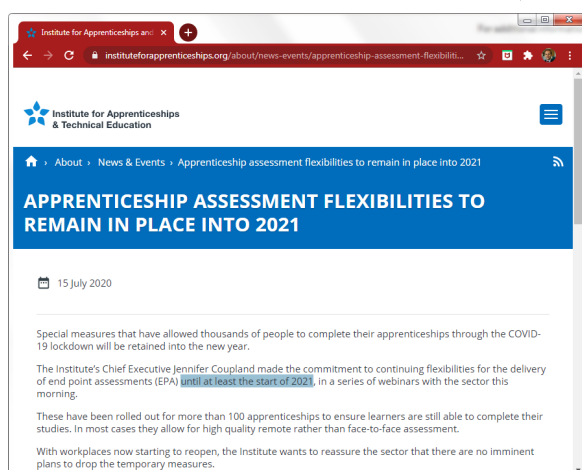 Institute for Apprenticeships and
instituteforapprenticeships.org/about/news-events/apprenticeship-assessment-flexibiliti...
Institute for Apprenticeships
& Technical Education
About › News & Events › Apprenticeship assessment flexibilities to remain in place into 2021
APPRENTICESHIP ASSESSMENT FLEXIBILITIES TO
REMAIN IN PLACE INTO 2021
15 July 2020
Special measures that have allowed thousands of people to complete their apprenticeships through the COVID-
19 lockdown will be retained into the new year.
The Institute's Chief Executive Jennifer Coupland made the commitment to continuing flexibilities for the delivery
of end point assessments (EPA) until at least the start of 2021, in a series of webinars with the sector this
morning.
These have been rolled out for more than 100 apprenticeships to ensure learners are still able to complete their
studies. In most cases they allow for high quality remote rather than face-to-face assessment.
With workplaces now starting to reopen, the Institute wants to reassure the sector that there are no imminent
plans to drop the temporary measures.